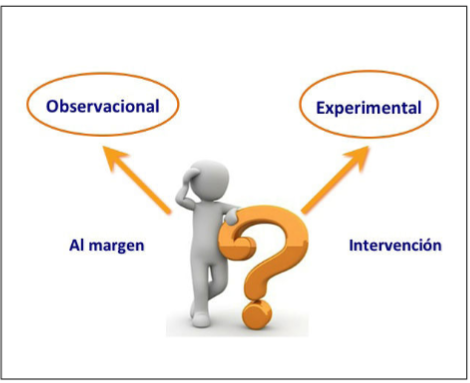 Observacional
Experimental
Al margen
Intervención